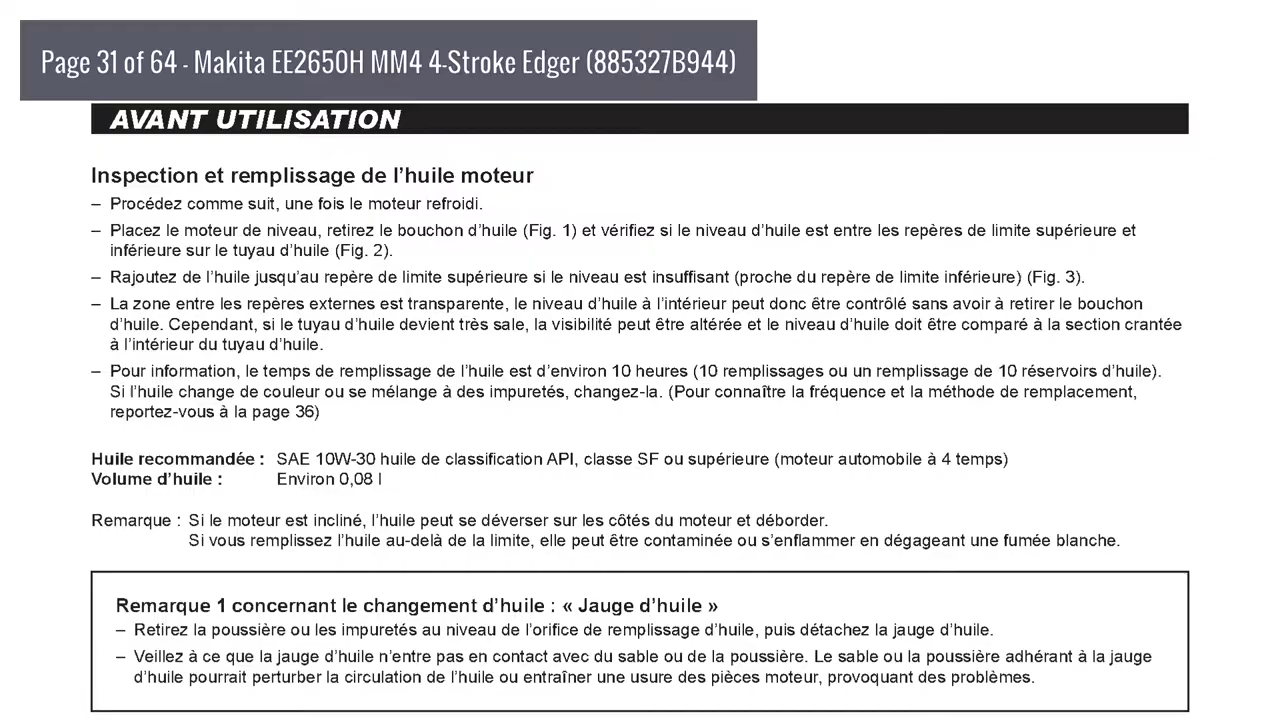 Page 31 of 64 - Makita EE2650H MM4 4-Stroke Edger (885327B944)
AVANT UTILISATION
Inspection et remplissage de l’huile moteur
– Procédez comme suit, une fois le moteur refroidi.
– Placez le moteur de niveau, retirez le bouchon d’huile (Fig. 1) et vérifiez si le niveau d’huile est entre les repères de limite supérieure et
inférieure sur le tuyau d’huile (Fig. 2).
– Rajoutez de l’huile jusqu’au repère de limite supérieure si le niveau est insuffisant (proche du repère de limite inférieure) (Fig. 3).
– La zone entre les repères externes est transparente, le niveau d’huile à l’intérieur peut donc être contrôlé sans avoir à retirer le bouchon
d’huile. Cependant, si le tuyau d’huile devient très sale, la visibilité peut être altérée et le niveau d’huile doit être comparé à la section crantée
à l’intérieur du tuyau d’huile.
– Pour information, le temps de remplissage de l’huile est d’environ 10 heures (10 remplissages ou un remplissage de 10 réservoirs d’huile).
Si l’huile change de couleur ou se mélange à des impuretés, changez-la. (Pour connaître la fréquence et la méthode de remplacement,
reportez-vous à la page 36)
Huile recommandée : SAE 10W-30 huile de classification API, classe SF ou supérieure (moteur automobile à 4 temps)
Volume d’huile : Environ 0,08 l
Remarque : Si le moteur est incliné, l’huile peut se déverser sur les côtés du moteur et déborder.
Si vous remplissez l’huile au-delà de la limite, elle peut être contaminée ou s’enflammer en dégageant une fumée blanche.
Remarque 1 concernant le changement d’huile : « Jauge d’huile »
– Retirez la poussière ou les impuretés au niveau de l’orifice de remplissage d’huile, puis détachez la jauge d’huile.
– Veillez à ce que la jauge d’huile n’entre pas en contact avec du sable ou de la poussière. Le sable ou la poussière adhérant à la jauge
d’huile pourrait perturber la circulation de l’huile ou entraîner une usure des pièces moteur, provoquant des problèmes.